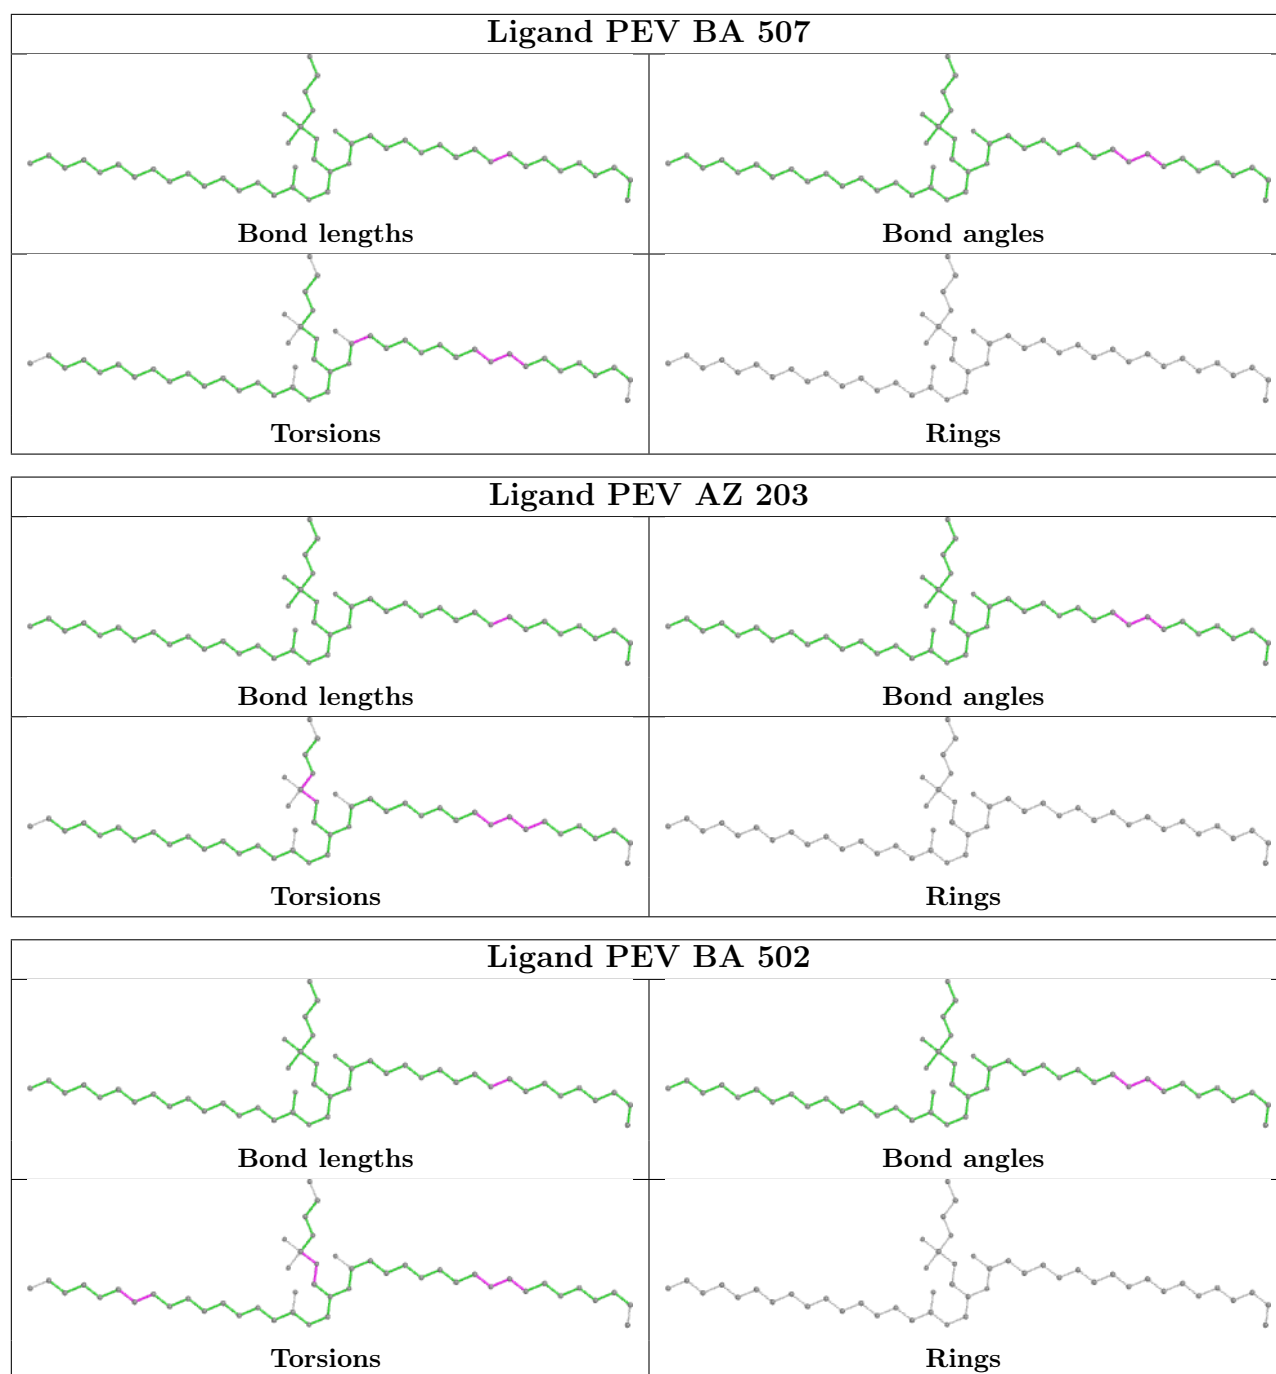 Ligand PEV BA 507
Bond lengths
Bond angles
Torsions
Rings
Ligand PEV AZ 203
Bond lengths
Bond angles
Torsions
Rings
Ligand PEV BA 502
Bond lengths
Bond angles
Torsions
Rings